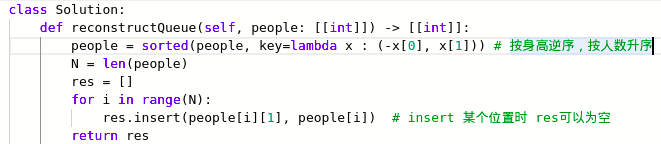 class Solution:
    def reconstructQueue(self, people: [[int]]) -> [[int]]:
        people = sorted(people, key=lambda x : (-x[0], x[1])) # 按身高逆序，按人数升序
        N = len(people)
        res = []
        for i in range(N):
            res.insert(people[i][1], people[i])  # insert 某个位置时 res可以为空
        return res